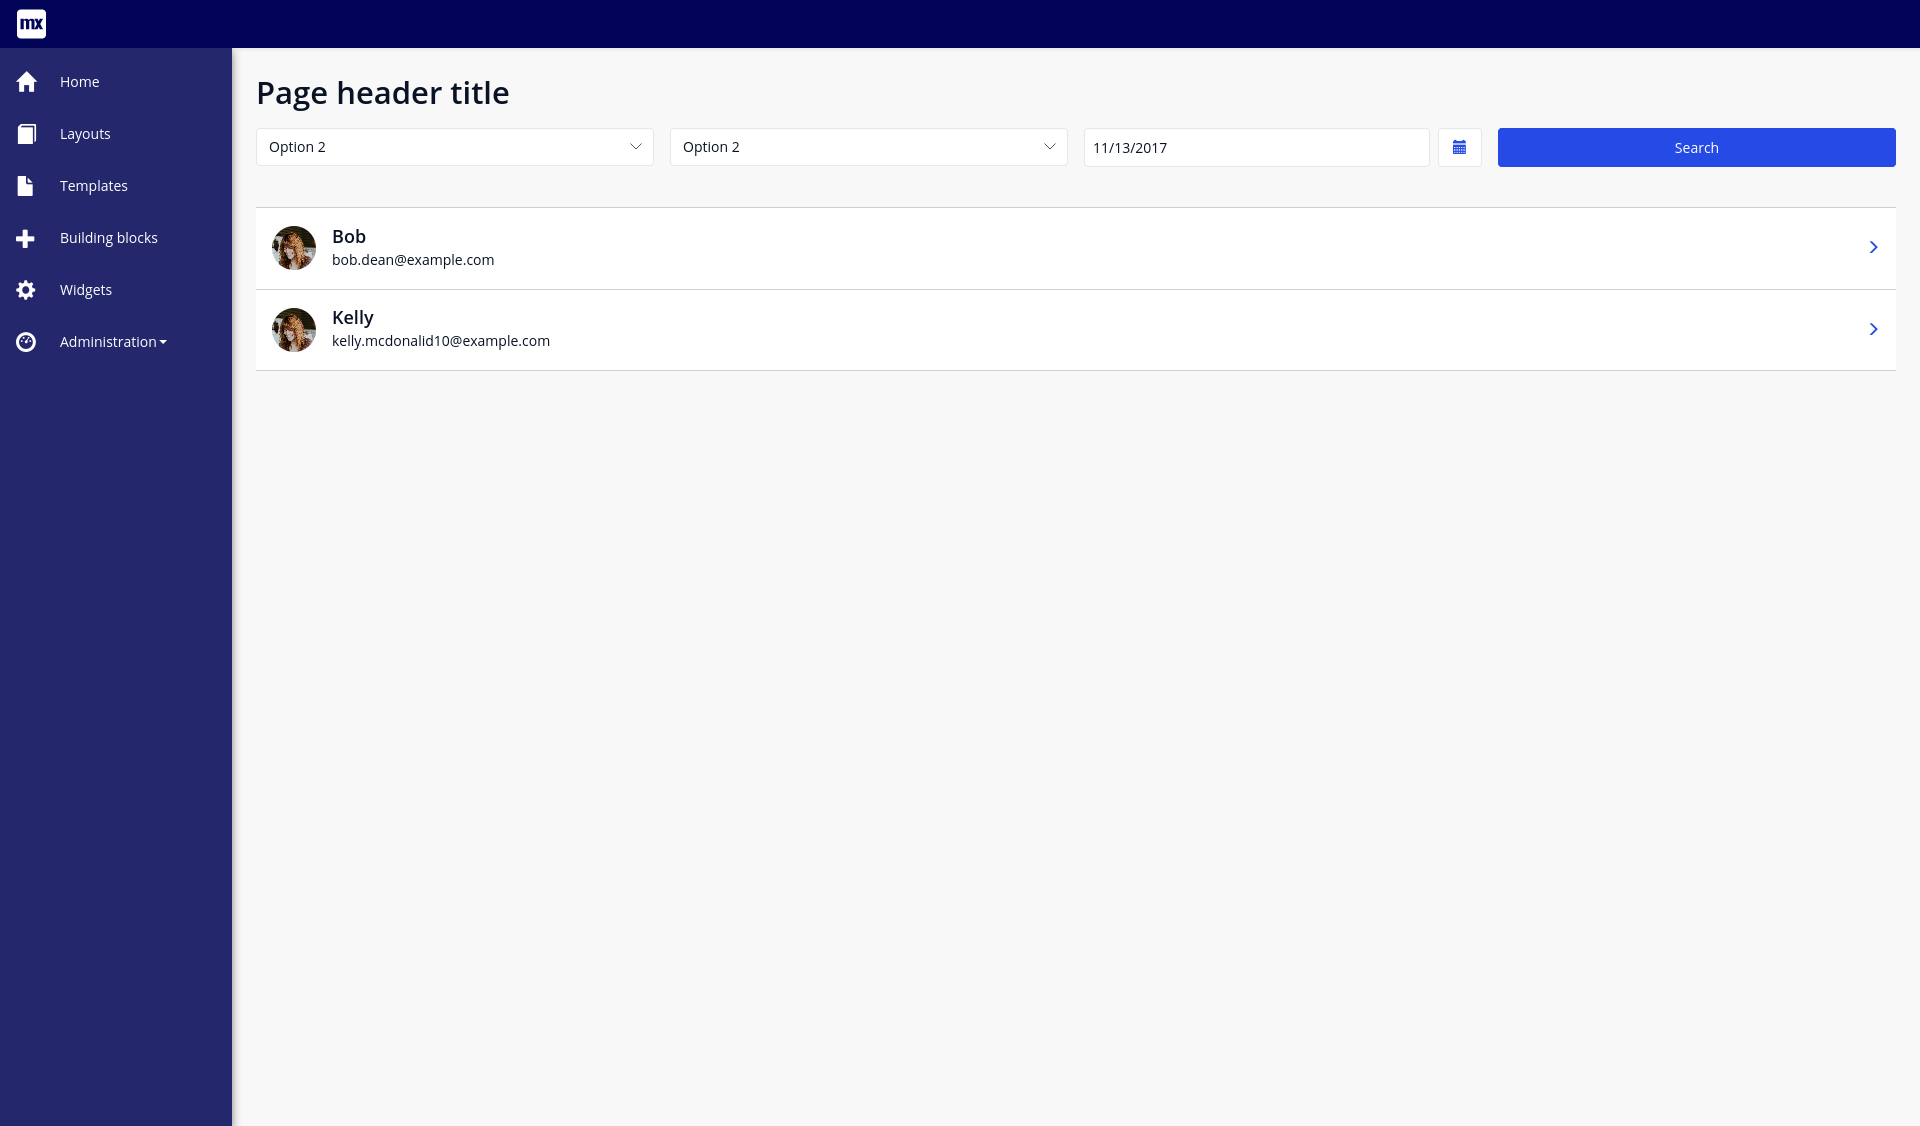 mx
Home
Layouts
Templates
Building blocks
Widgets
Administration
Page header title
Option 2
Option 2
11/13/2017
Search
Bob
bob.dean@example.com
Kelly
kelly.mcdonalid10@example.com